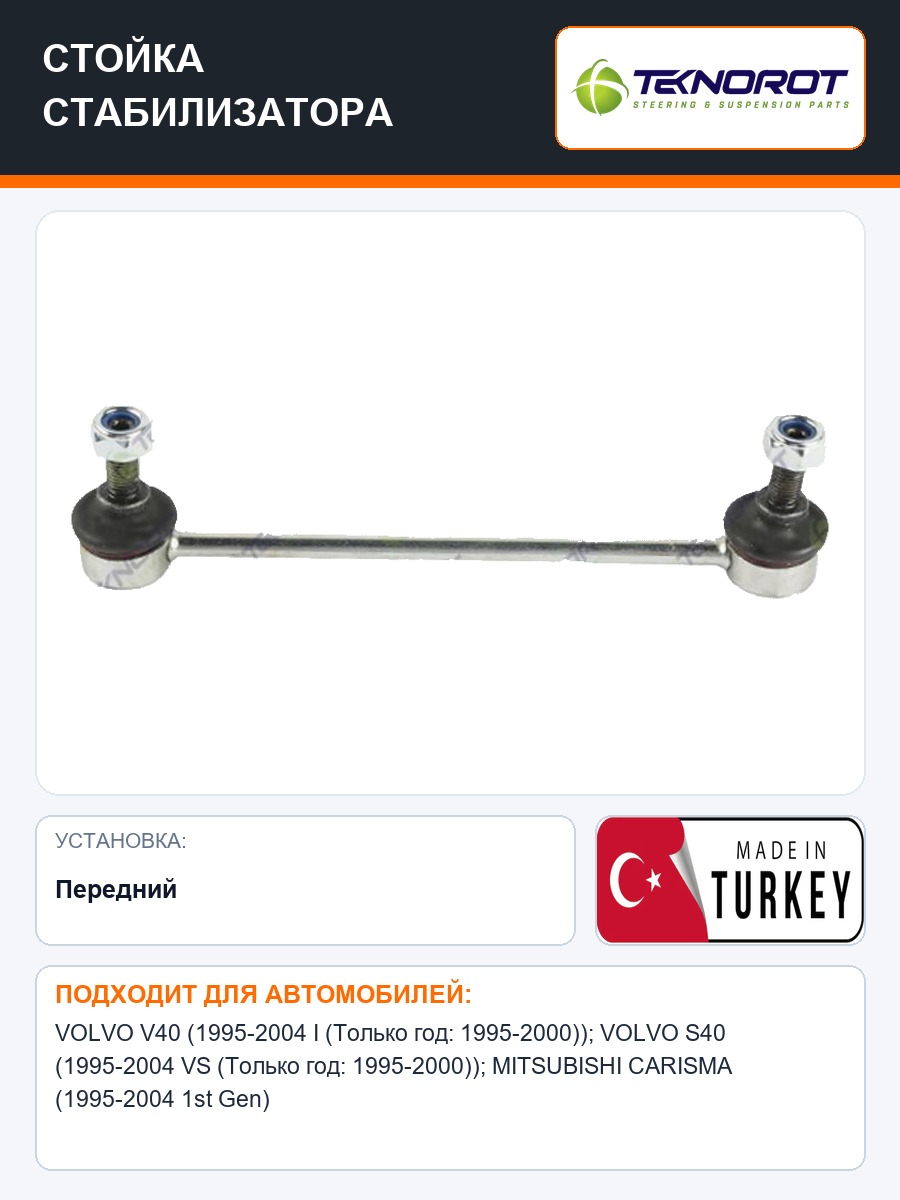 СТОЙКА
СТАБИЛИЗАТОРА
TEKNOROT
STEERING & SUSPENSION PARTS
УСТАНОВКА:
Передний
MADE IN
TURKEY
ПОДХОДИТ ДЛЯ АВТОМОБИЛЕЙ:
VOLVO V40 (1995-2004 I (Только год: 1995-2000)); VOLVO S40
(1995-2004 VS (Только год: 1995-2000)); MITSUBISHI CARISMA
(1995-2004 1st Gen)